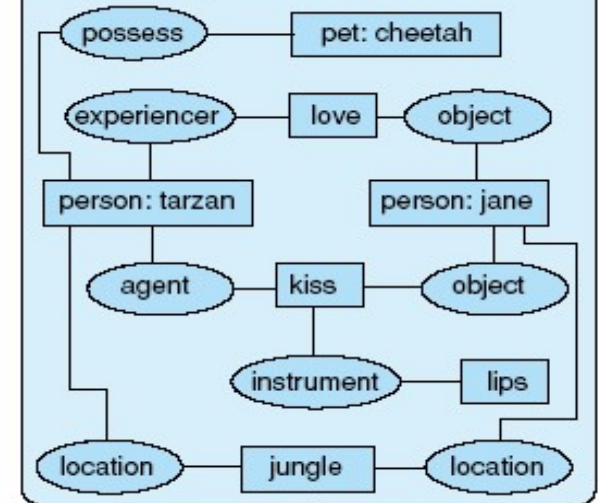 possess
pet: cheetah
experiencer
love
object
person: tarzan
person: jane
agent
kiss
object
instrument
lips
location
jungle
location